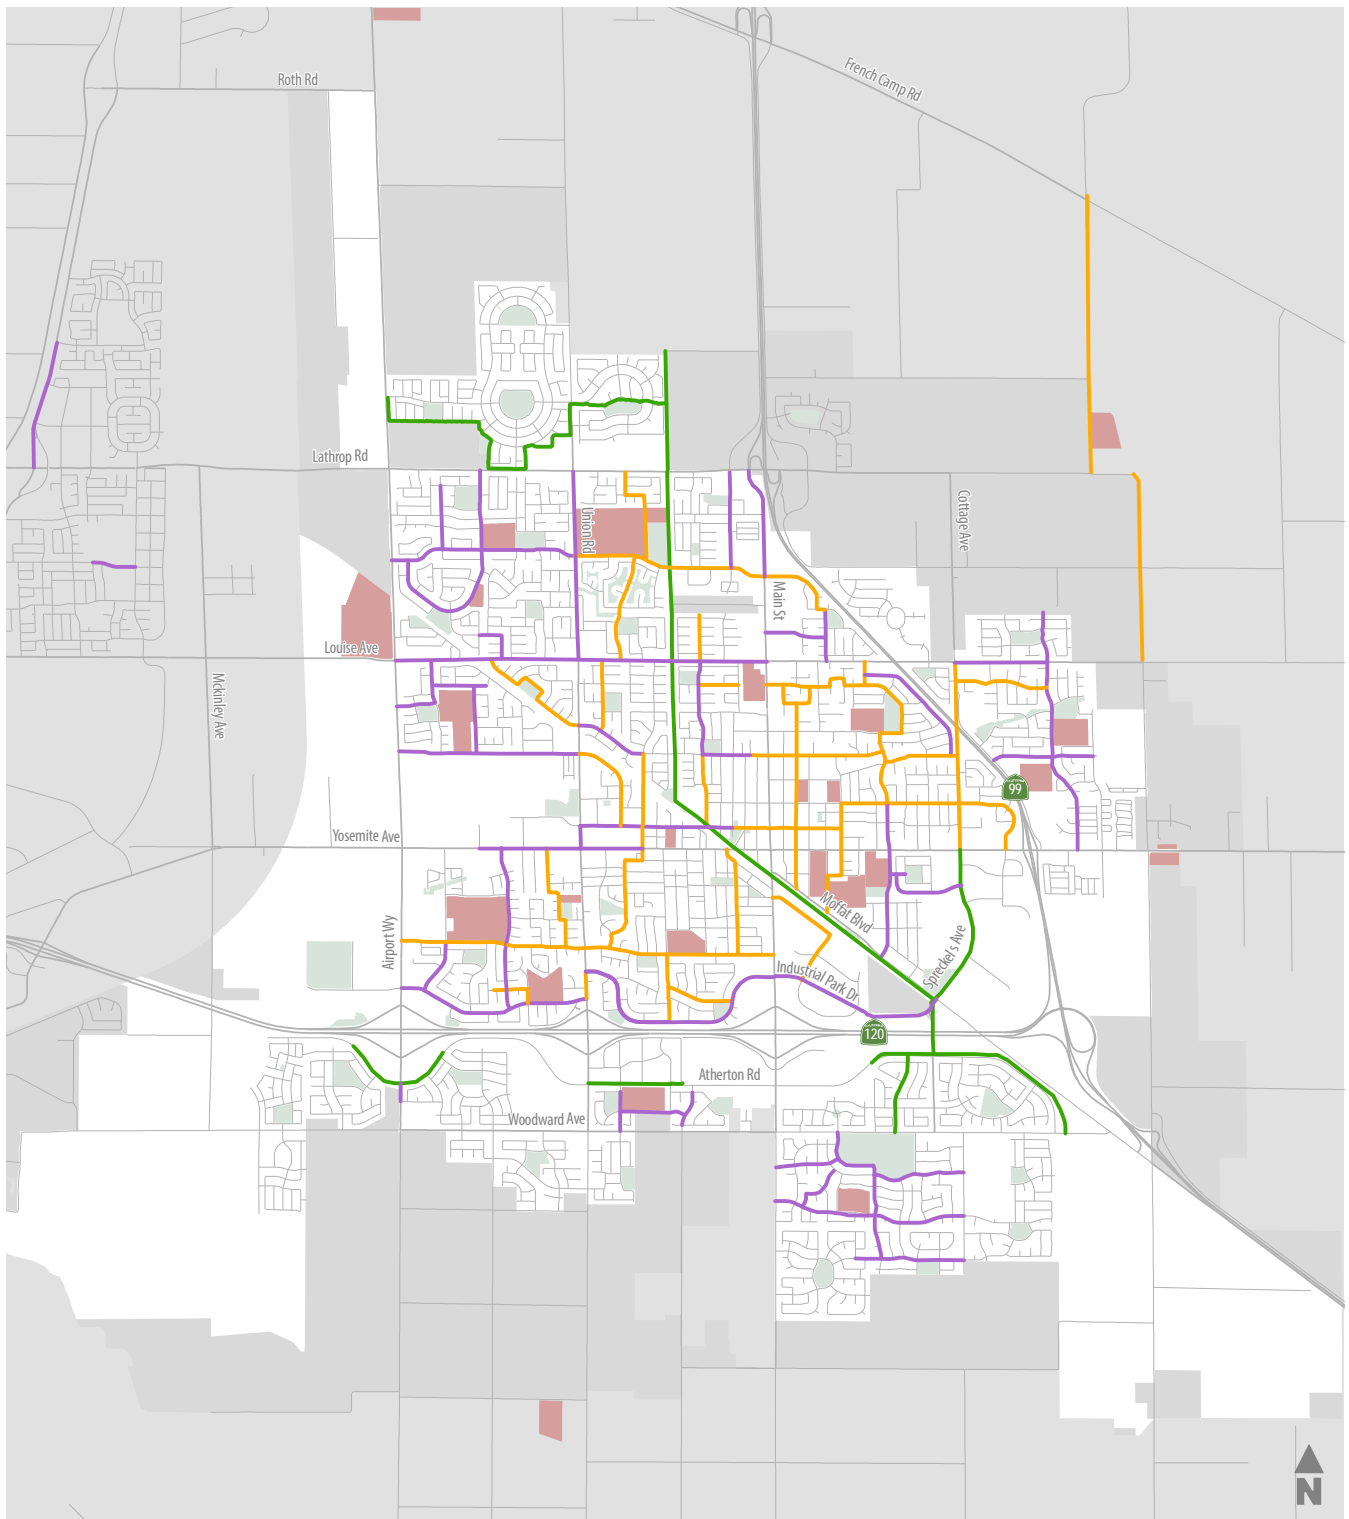 Roth Rd
French Camp Rd
Lathrop Rd
Union Rd
Cottage Ave
Main St
Louise Ave
Mckinley Ave
99
Yosemite Ave
Moffat Blvd
Airport Wy
Spreckels Ave
Industrial Park Dr
120
Atherton Rd
Woodward Ave
N